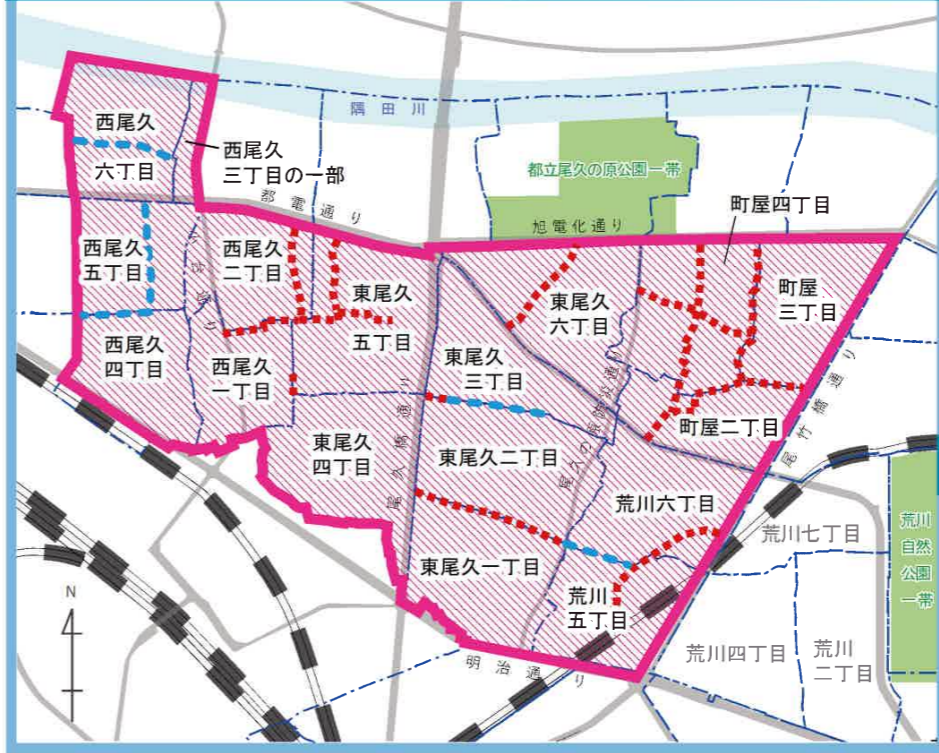 隅田川
西尾久
六丁目
西尾久
三丁目の一部
都電通り
都立尾久の原公園一帯
旭電化通り
町屋四丁目
西尾久
五丁目
西尾久
二丁目
東尾久
五丁目
東尾久
六丁目
町屋
三丁目
西尾久
四丁目
西尾久
一丁目
東尾久
三丁目
町屋二丁目
尾竹橋通り
東尾久
四丁目
尾久橋通り
東尾久二丁目
尾久の原防災通り
荒川六丁目
荒川七丁目
荒川
自然
公園
一帯
東尾久一丁目
荒川
五丁目
荒川四丁目
荒川
二丁目
明治通り
N